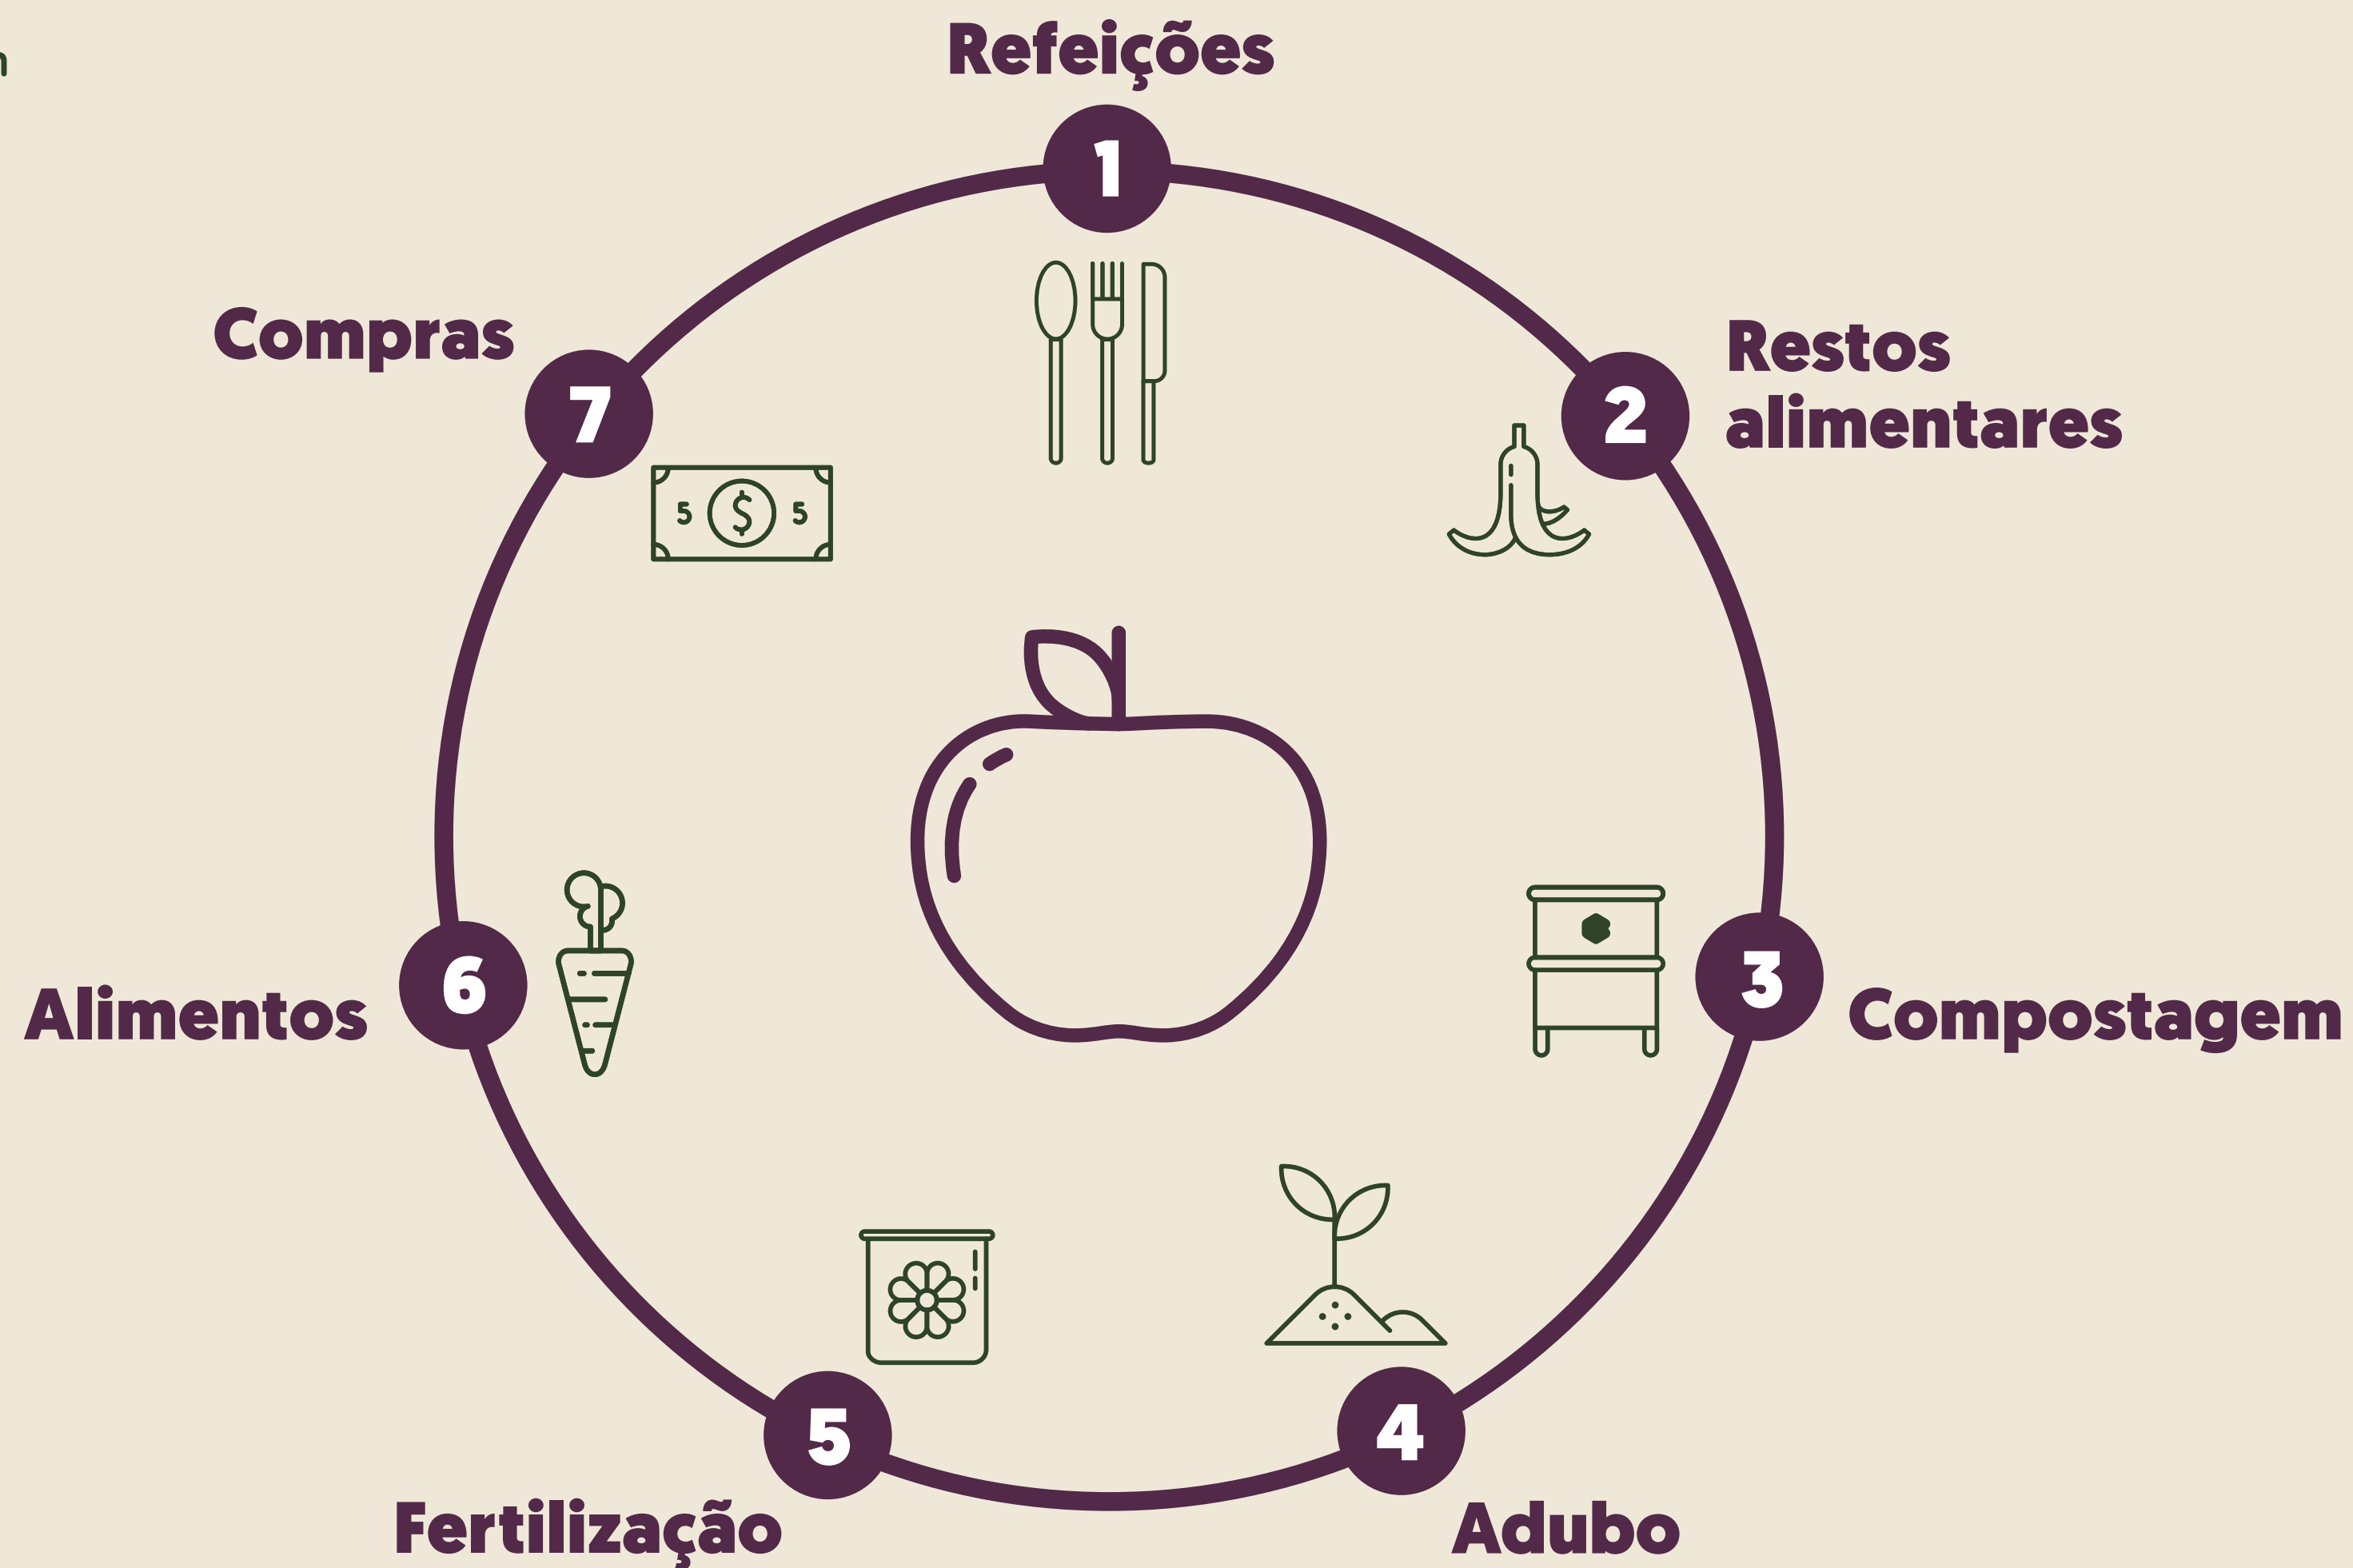 Refeições
1
Compras
7
2
Restos
alimentares
5 $ 5
6
Alimentos
3
Compostagem
5
Fertilização
4
Adubo